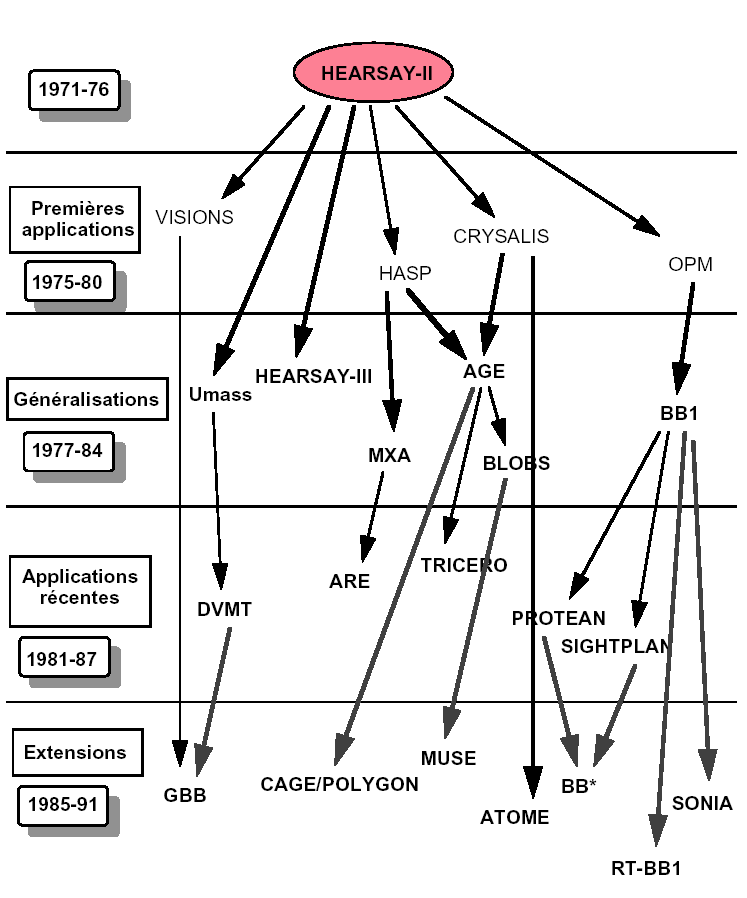 HEARSAY-II
1971-76
Premières
applications
VISIONS
CRYSALIS
HASP
OPM
1975-80
Généralisations
Umass
HEARSAY-III
AGE
BB1
1977-84
MXA
BLOBS
Applications
récentes
ARE
TRICERO
DVMT
PROTEAN
SIGHTPLAN
1981-87
Extensions
GBB
CAGE/POLYGON
MUSE
ATOME
BB*
SONIA
1985-91
RT-BB1